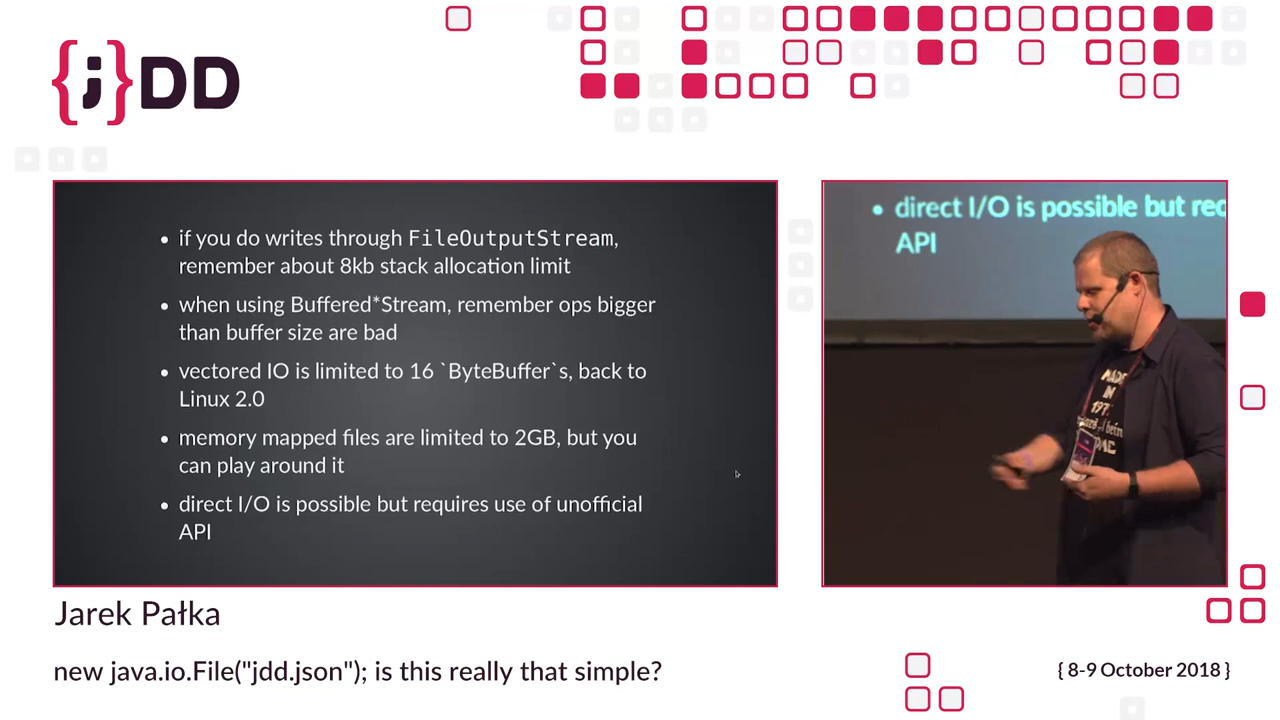 {j}DD
• if you do writes through FileOutputStream,
remember about 8kb stack allocation limit
• when using Buffered*Stream, remember ops bigger
than buffer size are bad
• vectored IO is limited to 16 `ByteBuffer`s, back to
Linux 2.0
• memory mapped files are limited to 2GB, but you
can play around it
• direct I/O is possible but requires use of unofficial
API
• direct I/O is possible but rec
API
MADE
IN
Jarek Pałka
new java.io.File("jdd.json"); is this really that simple?
{ 8-9 October 2018 }